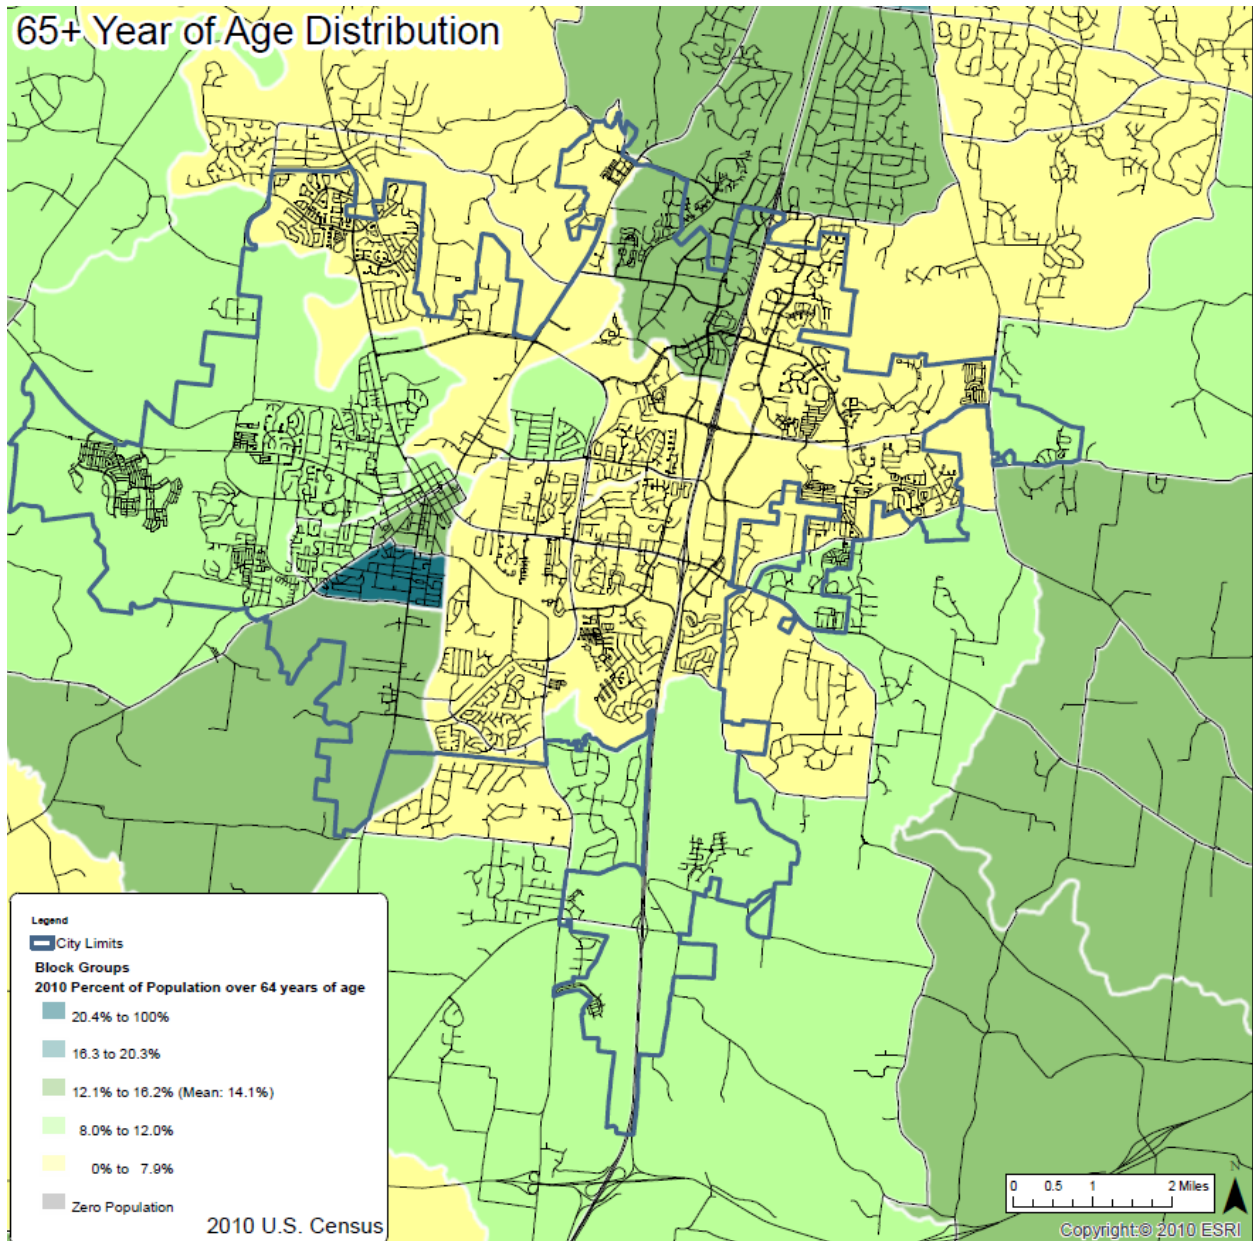 65+ Year of Age Distribution
Legend
City Limits
Block Groups
2010 Percent of Population over 64 years of age
20.4% to 100%
16.3 to 20.3%
12.1% to 16.2% (Mean: 14.1%)
8.0% to 12.0%
0% to 7.9%
Zero Population
2010 U.S. Census
N
0 0.5 1 2 Miles
Copyright:© 2010 ESRI